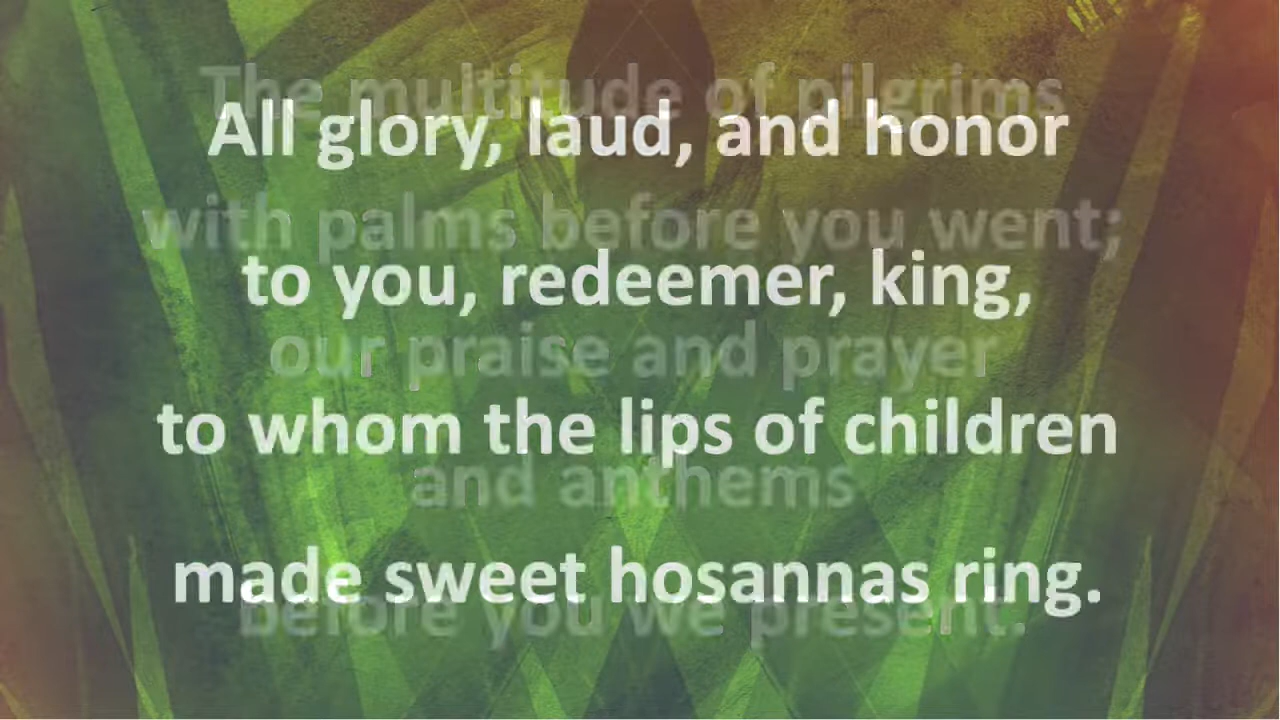 The multitude of pilgrims
All glory, laud, and honor
with palms before you went;
to you, redeemer, king,
our praise and prayer
to whom the lips of children
and anthems
made sweet hosannas ring.
before you we present.